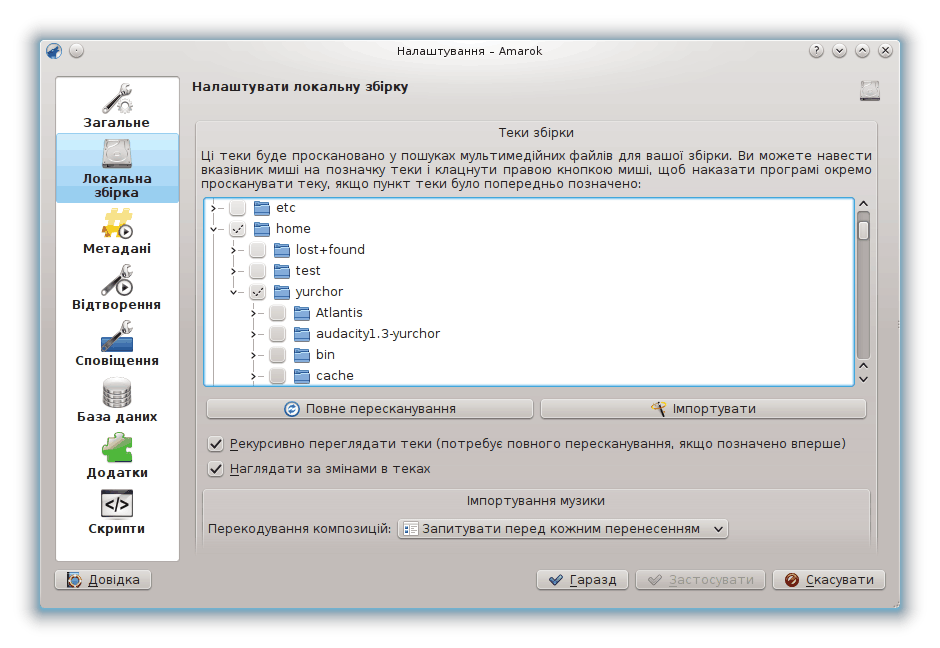 Налаштування – Amarok
Загальне
Локальна
збірка
Метадані
Відтворення
Сповіщення
База даних
Додатки
Скрипти
Налаштувати локальну збірку
Теки збірки
Ці теки буде проскановано у пошуках мультимедійних файлів для вашої збірки. Ви можете навести
вказівник миші на позначку теки і клацнути правою кнопкою миші, щоб наказати програмі окремо
просканувати теку, якщо пункт теки було попередньо позначено:
etc
home
lost+found
test
yurchor
Atlantis
audacity1.3-yurchor
bin
cache
Повне пересканування
Імпортувати
Рекурсивно переглядати теки (потребує повного пересканування, якщо позначено вперше)
Наглядати за змінами в теках
Імпортування музики
Перекодування композицій: Запитувати перед кожним перенесенням
Довідка
Гаразд
Застосувати
Скасувати